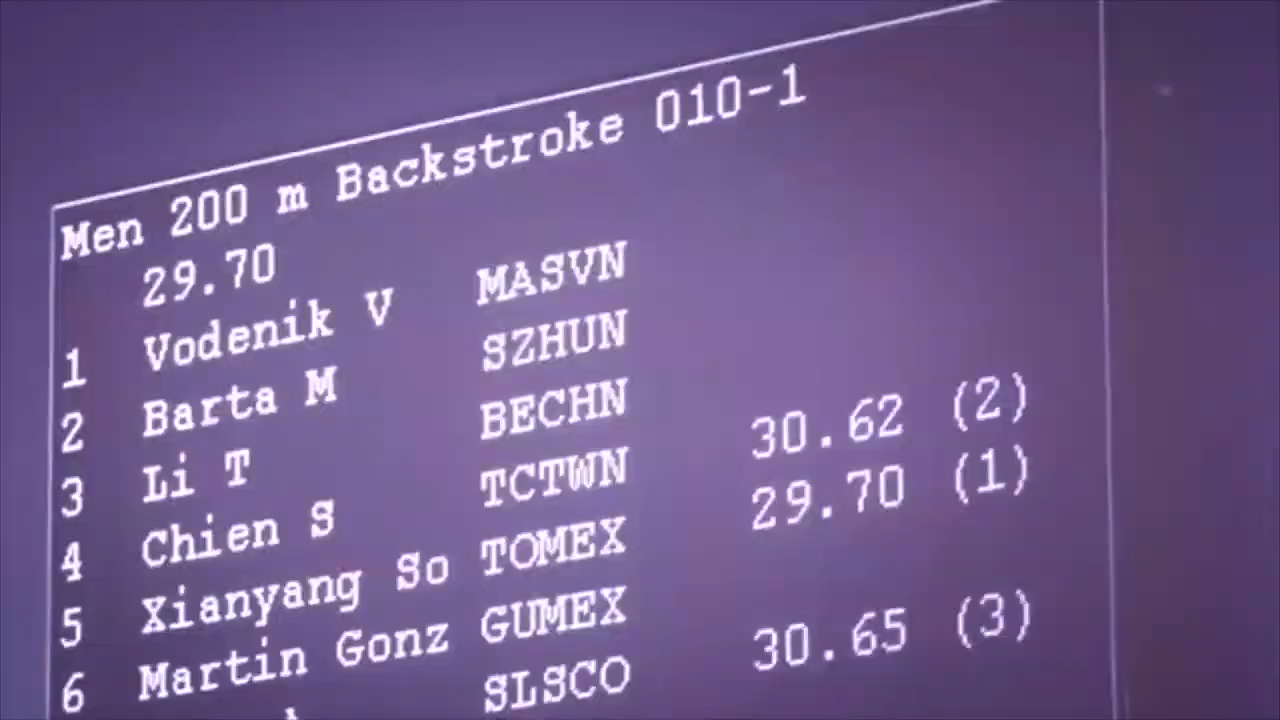 Men 200 m Backstroke 010-1
29.70
1 Vodenik V MASVN
2 Barta M SZHUN
3 Li T BECHN
4 Chien S TCTWN 30.62 (2)
5 Xianyang So TOMEX 29.70 (1)
6 Martin Gonz GUMEX
SLSCO 30.65 (3)